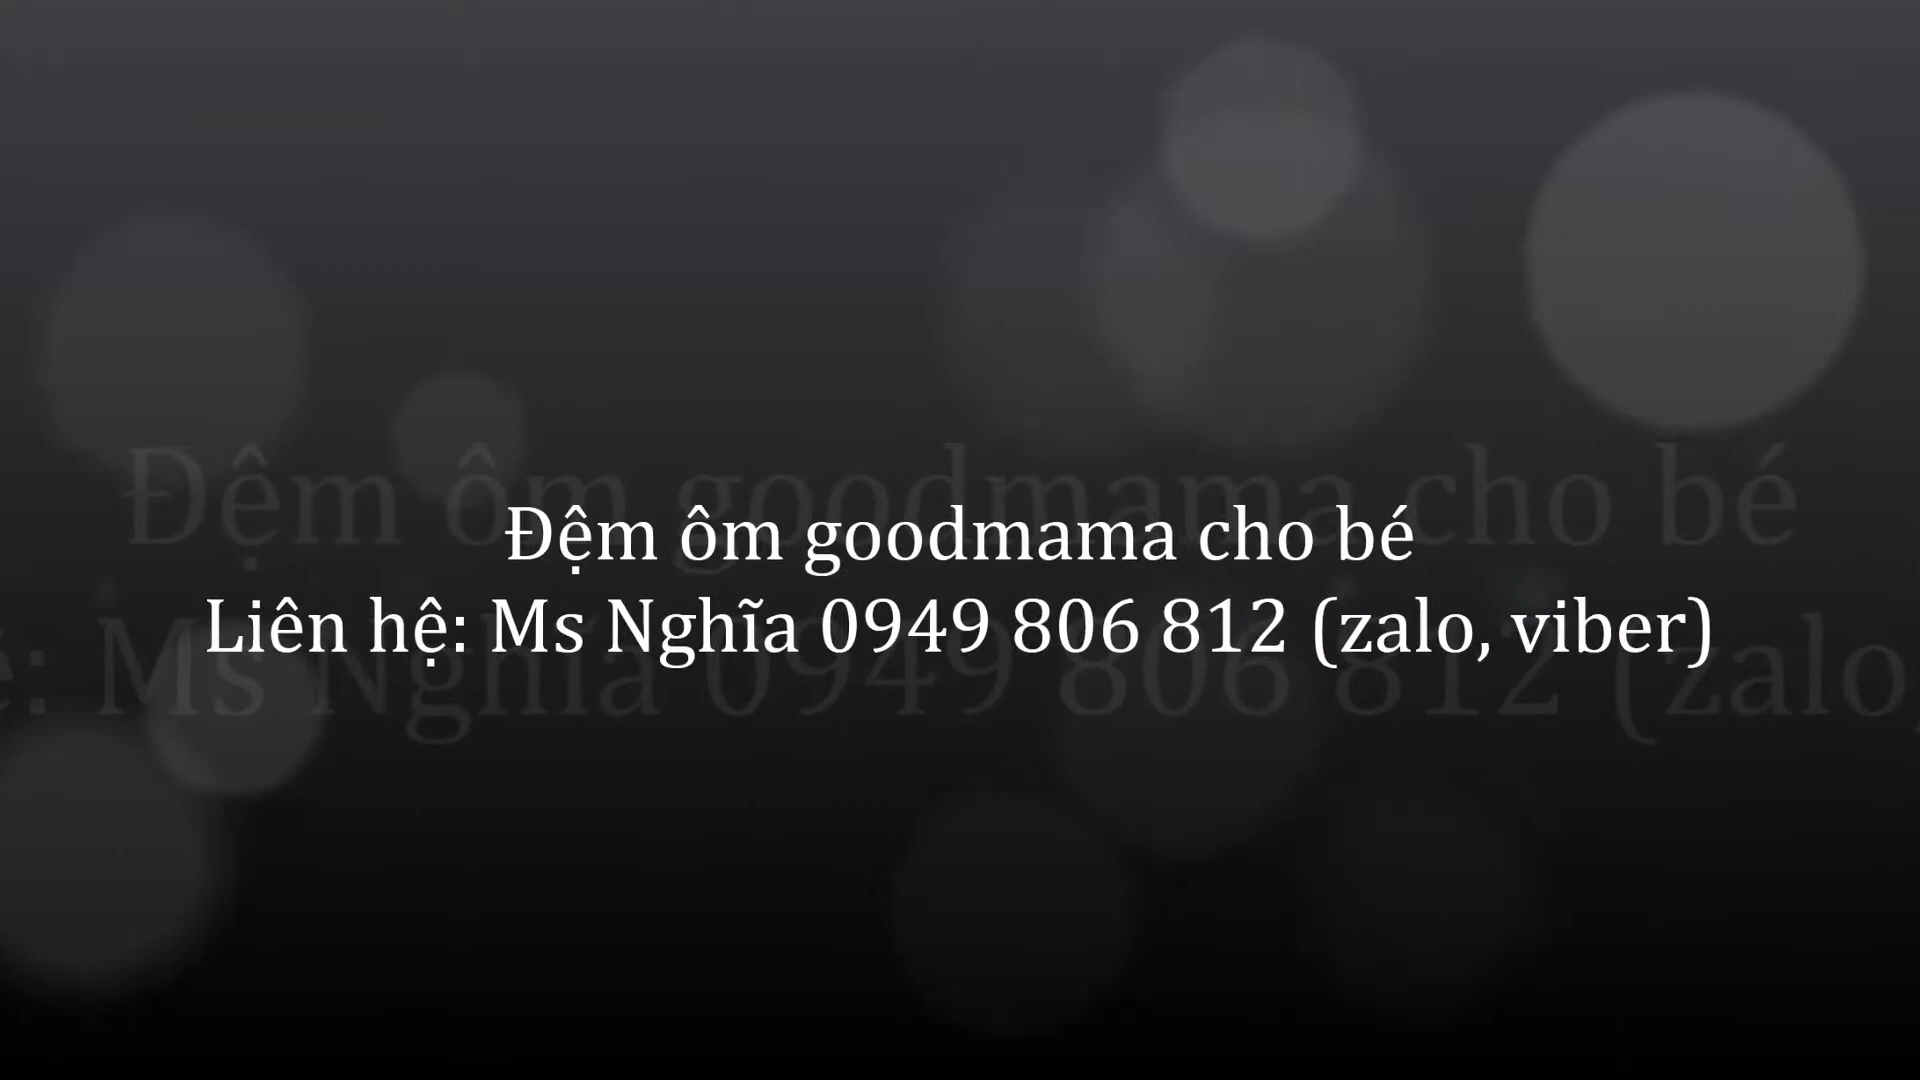 Đệm ôm goodmama cho bé
Liên hệ: Ms Nghĩa 0949 806 812 (zalo, viber)